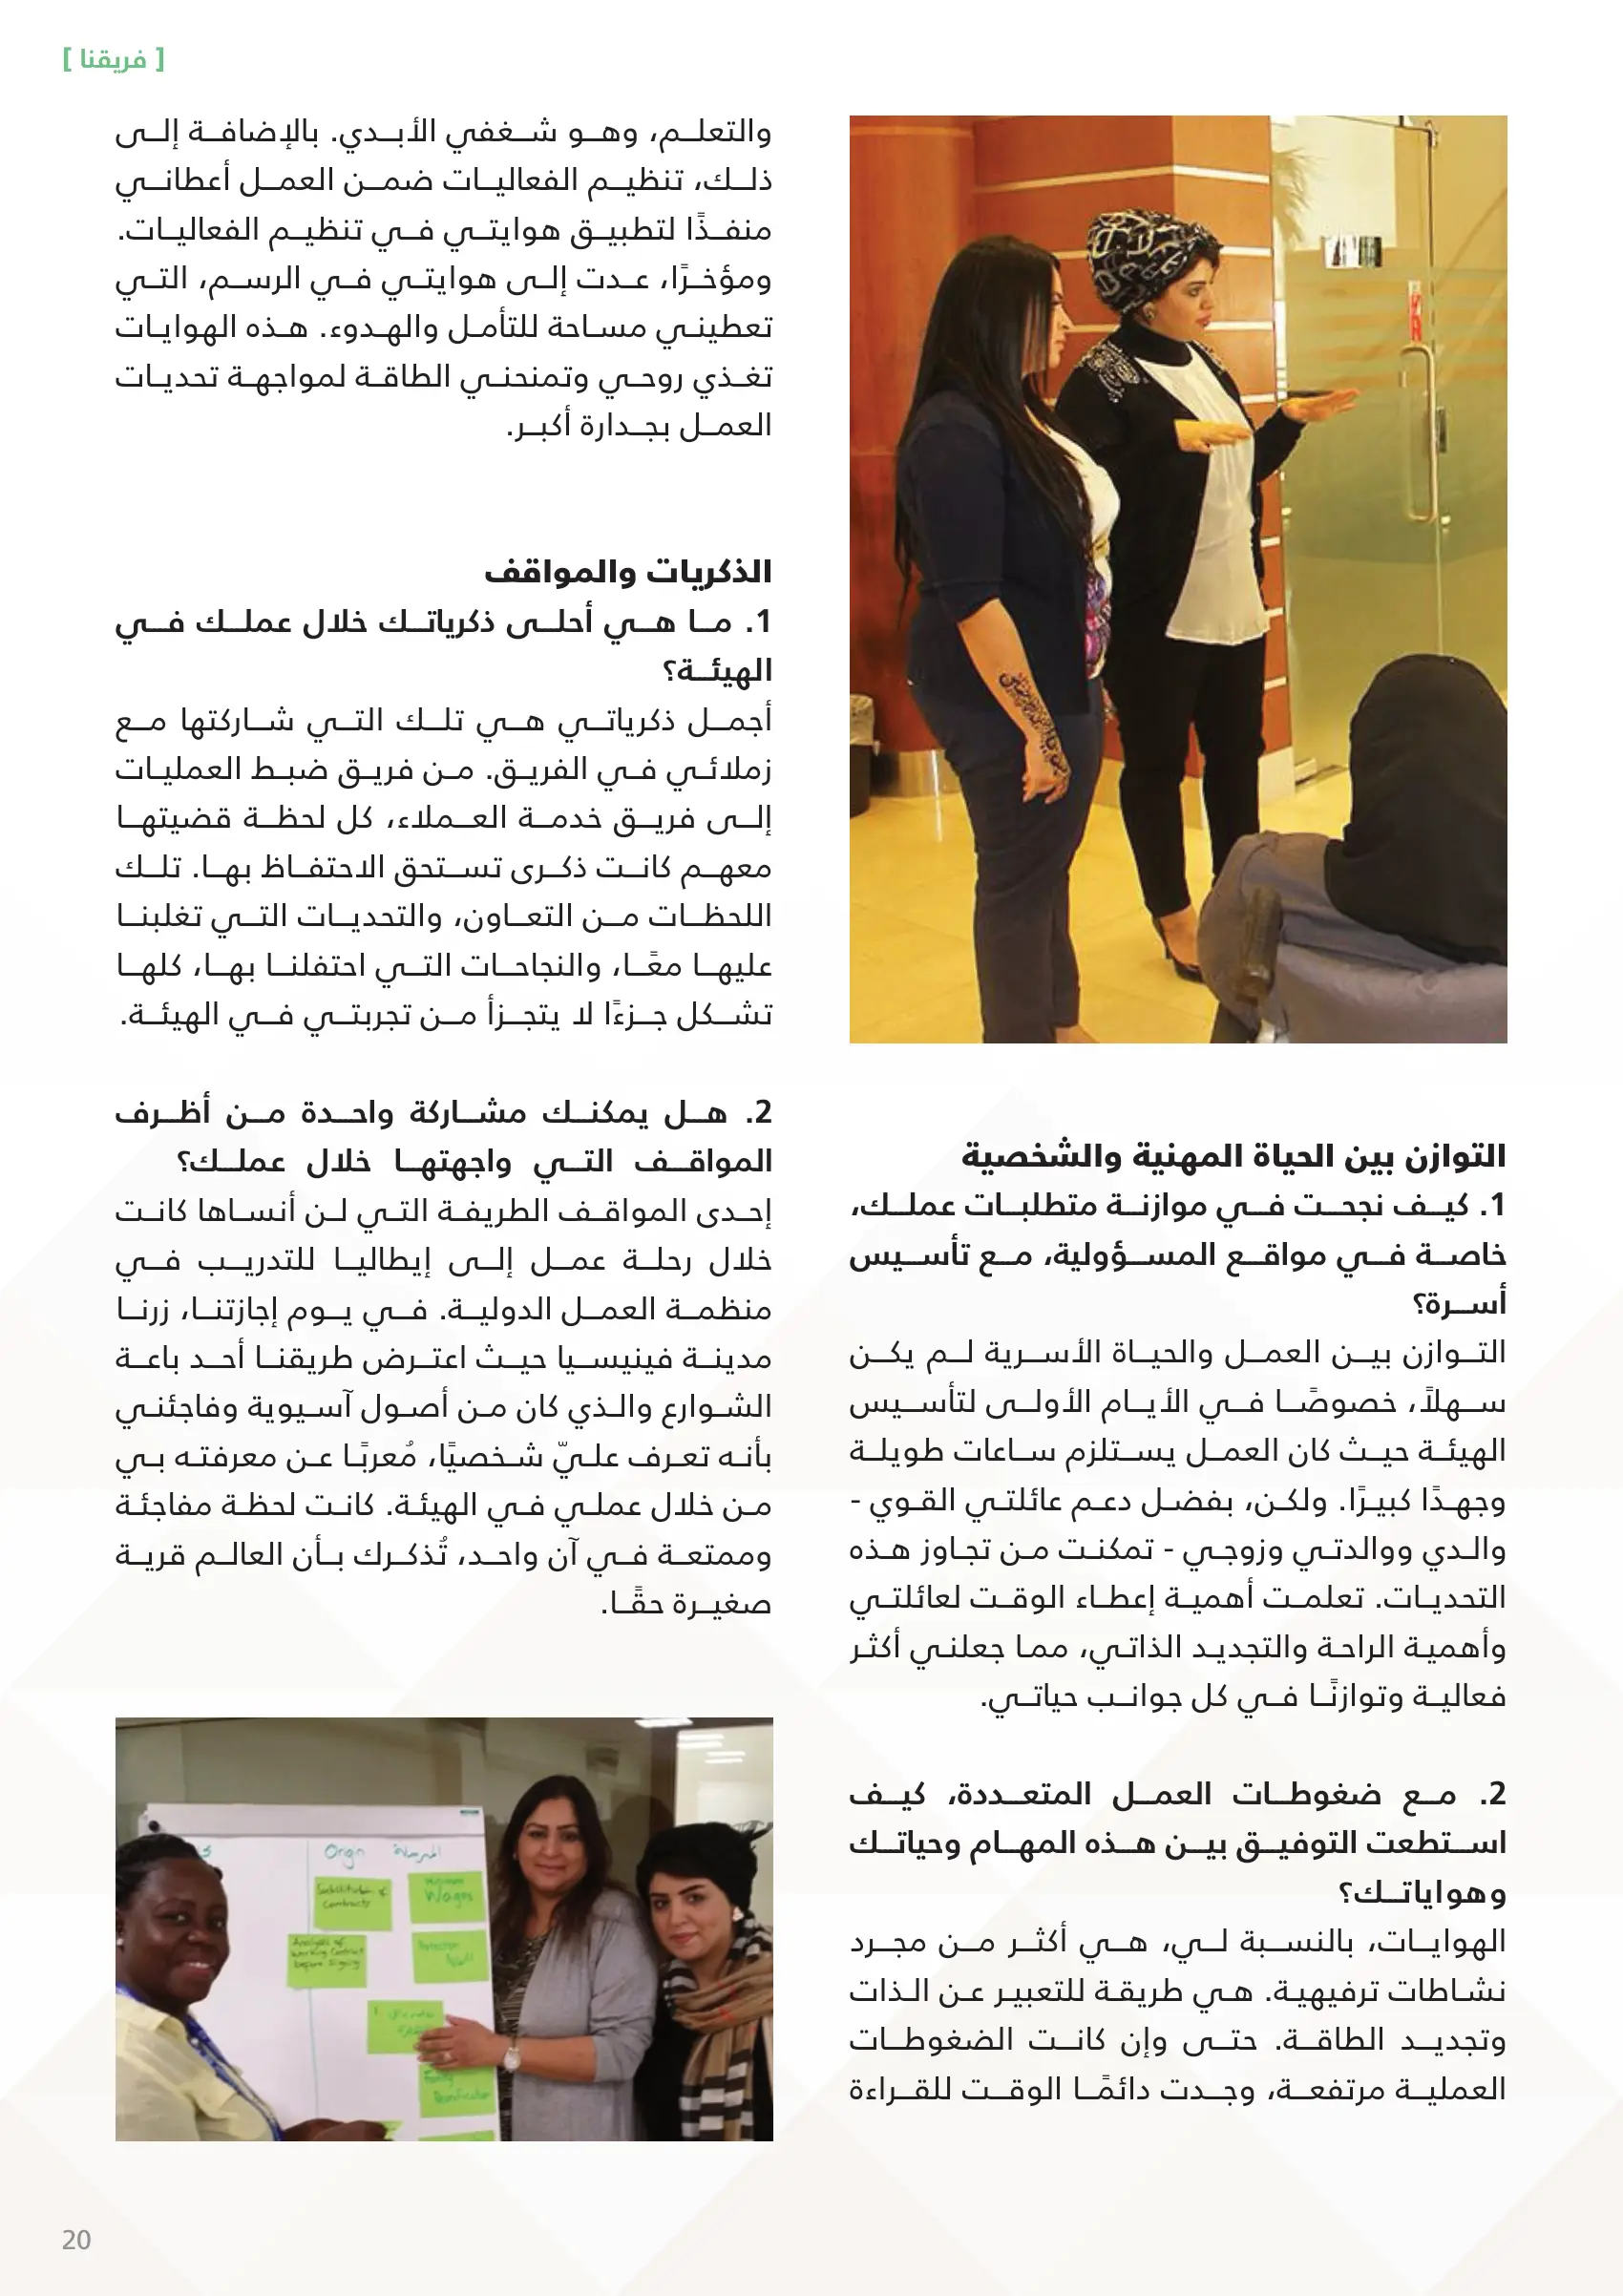 [ فريقنا ]
التوازن بين الحياة المهنية والشخصية
1. كيف نجحت في موازنة متطلبات عملك،
خاصة في مواقع المسؤولية، مع تأسيس
أسرة؟
التوازن بين العمل والحياة الأسرية لم يكن
سهلاً، خصوصًا في الأيام الأولى لتأسيس
الهيئة حيث كان العمل يستلزم ساعات طويلة
وجهدًا كبيرًا. ولكن، بفضل دعم عائلتي القوي -
والدي ووالدتي وزوجي - تمكنت من تجاوز هذه
التحديات. تعلمت أهمية إعطاء الوقت لعائلتي
وأهمية الراحة والتجديد الذاتي، مما جعلني أكثر
فعالية وتوازنًا في كل جوانب حياتي.
2. مع ضغوطات العمل المتعددة، كيف
استطعت التوفيق بين هذه المهام وحياتك
وهواياتك؟
الهوايات، بالنسبة لي، هي أكثر من مجرد
نشاطات ترفيهية. هي طريقة للتعبير عن الذات
وتجديد الطاقة. حتى وإن كانت الضغوطات
العملية مرتفعة، وجدت دائمًا الوقت للقراءة
والتعلم، وهو شغفي الأبدي. بالإضافة إلى
ذلك، تنظيم الفعاليات ضمن العمل أعطاني
منفذًا لتطبيق هوايتي في تنظيم الفعاليات.
ومؤخرًا، عدت إلى هوايتي في الرسم، التي
تعطيني مساحة للتأمل والهدوء. هذه الهوايات
تغذي روحي وتمنحني الطاقة لمواجهة تحديات
العمل بجدارة أكبر.
الذكريات والمواقف
1. ما هي أحلى ذكرياتك خلال عملك في
الهيئة؟
أجمل ذكرياتي هي تلك التي شاركتها مع
زملائي في الفريق. من فريق ضبط العمليات
إلى فريق خدمة العملاء، كل لحظة قضيتها
معهم كانت ذكرى تستحق الاحتفاظ بها. تلك
اللحظات من التعاون، والتحديات التي تغلبنا
عليها معًا، والنجاحات التي احتفلنا بها، كلها
تشكل جزءًا لا يتجزأ من تجربتي في الهيئة.
2. هل يمكنك مشاركة واحدة من أظرف
المواقف التي واجهتها خلال عملك؟
إحدى المواقف الطريفة التي لن أنساها كانت
خلال رحلة عمل إلى إيطاليا للتدريب في
منظمة العمل الدولية. في يوم إجازتنا، زرنا
مدينة فينيسيا حيث اعترض طريقنا أحد باعة
الشوارع والذي كان من أصول آسيوية وفاجئني
بأنه تعرف عليّ شخصيًا، مُعربًا عن معرفته بي
من خلال عملي في الهيئة. كانت لحظة مفاجئة
وممتعة في آن واحد، تُذكرك بأن العالم قرية
صغيرة حقًا.
Orign
Substitution of
Contracts
Wages
Analysis of
Working Contract
before Signing
20